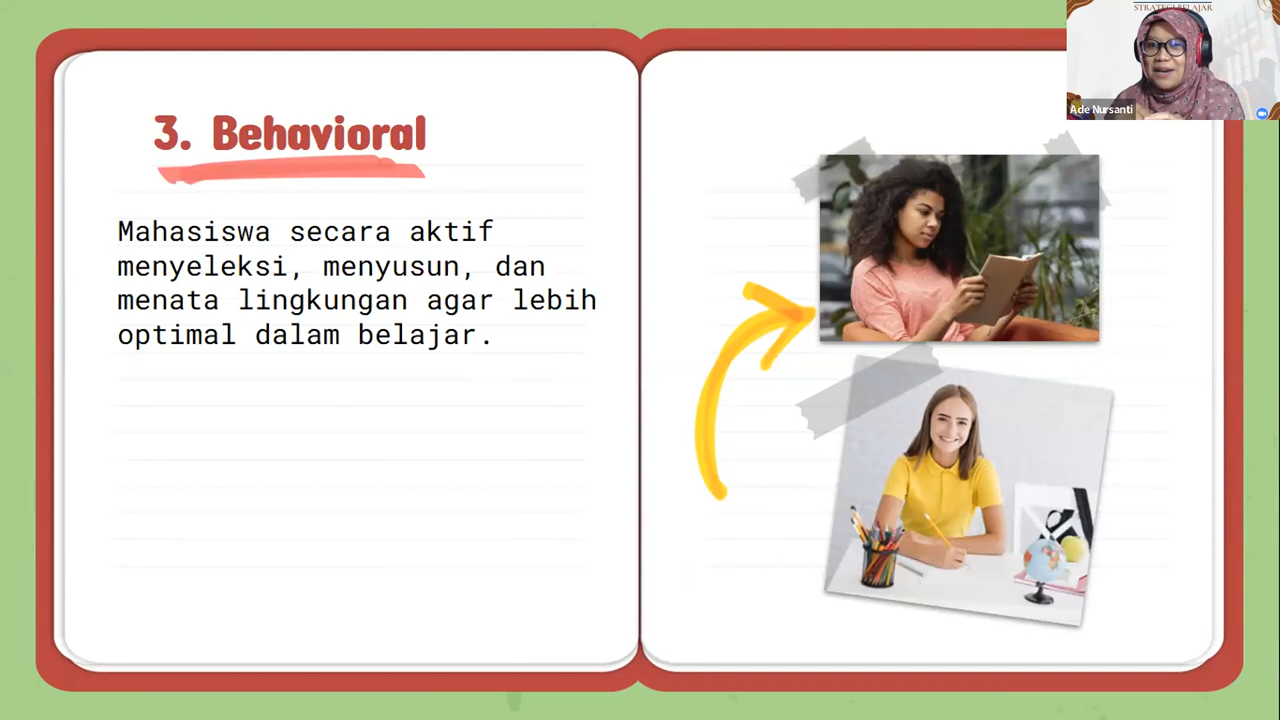 3. Behavioral
Mahasiswa secara aktif
menyeleksi, menyusun, dan
menata lingkungan agar lebih
optimal dalam belajar.
STRATEGI BELAJAR
Ade Nursanti